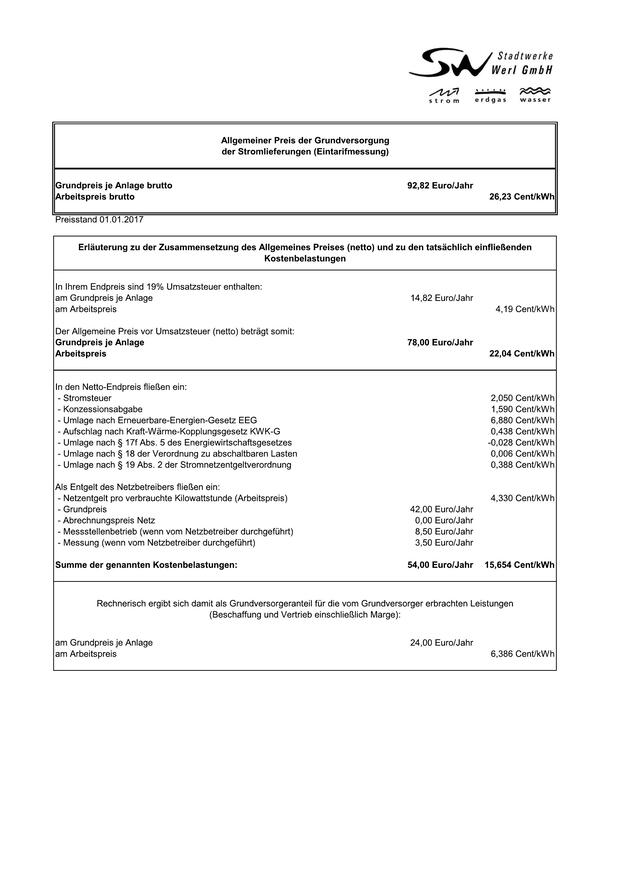 SW Stadtwerke
Werl GmbH
strom erdgas wasser
Allgemeiner Preis der Grundversorgung
der Stromlieferungen (Eintarifmessung)
Grundpreis je Anlage brutto 92,82 Euro/Jahr
Arbeitspreis brutto 26,23 Cent/kWh
Preisstand 01.01.2017
Erläuterung zu der Zusammensetzung des Allgemeines Preises (netto) und zu den tatsächlich einfließenden
Kostenbelastungen
In Ihrem Endpreis sind 19% Umsatzsteuer enthalten:
am Grundpreis je Anlage 14,82 Euro/Jahr
am Arbeitspreis 4,19 Cent/kWh
Der Allgemeine Preis vor Umsatzsteuer (netto) beträgt somit:
Grundpreis je Anlage 78,00 Euro/Jahr
Arbeitspreis 22,04 Cent/kWh
In den Netto-Endpreis fließen ein:
- Stromsteuer 2,050 Cent/kWh
- Konzessionsabgabe 1,590 Cent/kWh
- Umlage nach Erneuerbare-Energien-Gesetz EEG 6,880 Cent/kWh
- Aufschlag nach Kraft-Wärme-Kopplungsgesetz KWK-G 0,438 Cent/kWh
- Umlage nach § 17f Abs. 5 des Energiewirtschaftsgesetzes -0,028 Cent/kWh
- Umlage nach § 18 der Verordnung zu abschaltbaren Lasten 0,006 Cent/kWh
- Umlage nach § 19 Abs. 2 der Stromnetzentgeltverordnung 0,388 Cent/kWh
Als Entgelt des Netzbetreibers fließen ein:
- Netzentgelt pro verbrauchte Kilowattstunde (Arbeitspreis) 4,330 Cent/kWh
- Grundpreis 42,00 Euro/Jahr
- Abrechnungspreis Netz 0,00 Euro/Jahr
- Messstellenbetrieb (wenn vom Netzbetreiber durchgeführt) 8,50 Euro/Jahr
- Messung (wenn vom Netzbetreiber durchgeführt) 3,50 Euro/Jahr
Summe der genannten Kostenbelastungen: 54,00 Euro/Jahr 15,654 Cent/kWh
Rechnerisch ergibt sich damit als Grundversorgeranteil für die vom Grundversorger erbrachten Leistungen
(Beschaffung und Vertrieb einschließlich Marge):
am Grundpreis je Anlage 24,00 Euro/Jahr
am Arbeitspreis 6,386 Cent/kWh